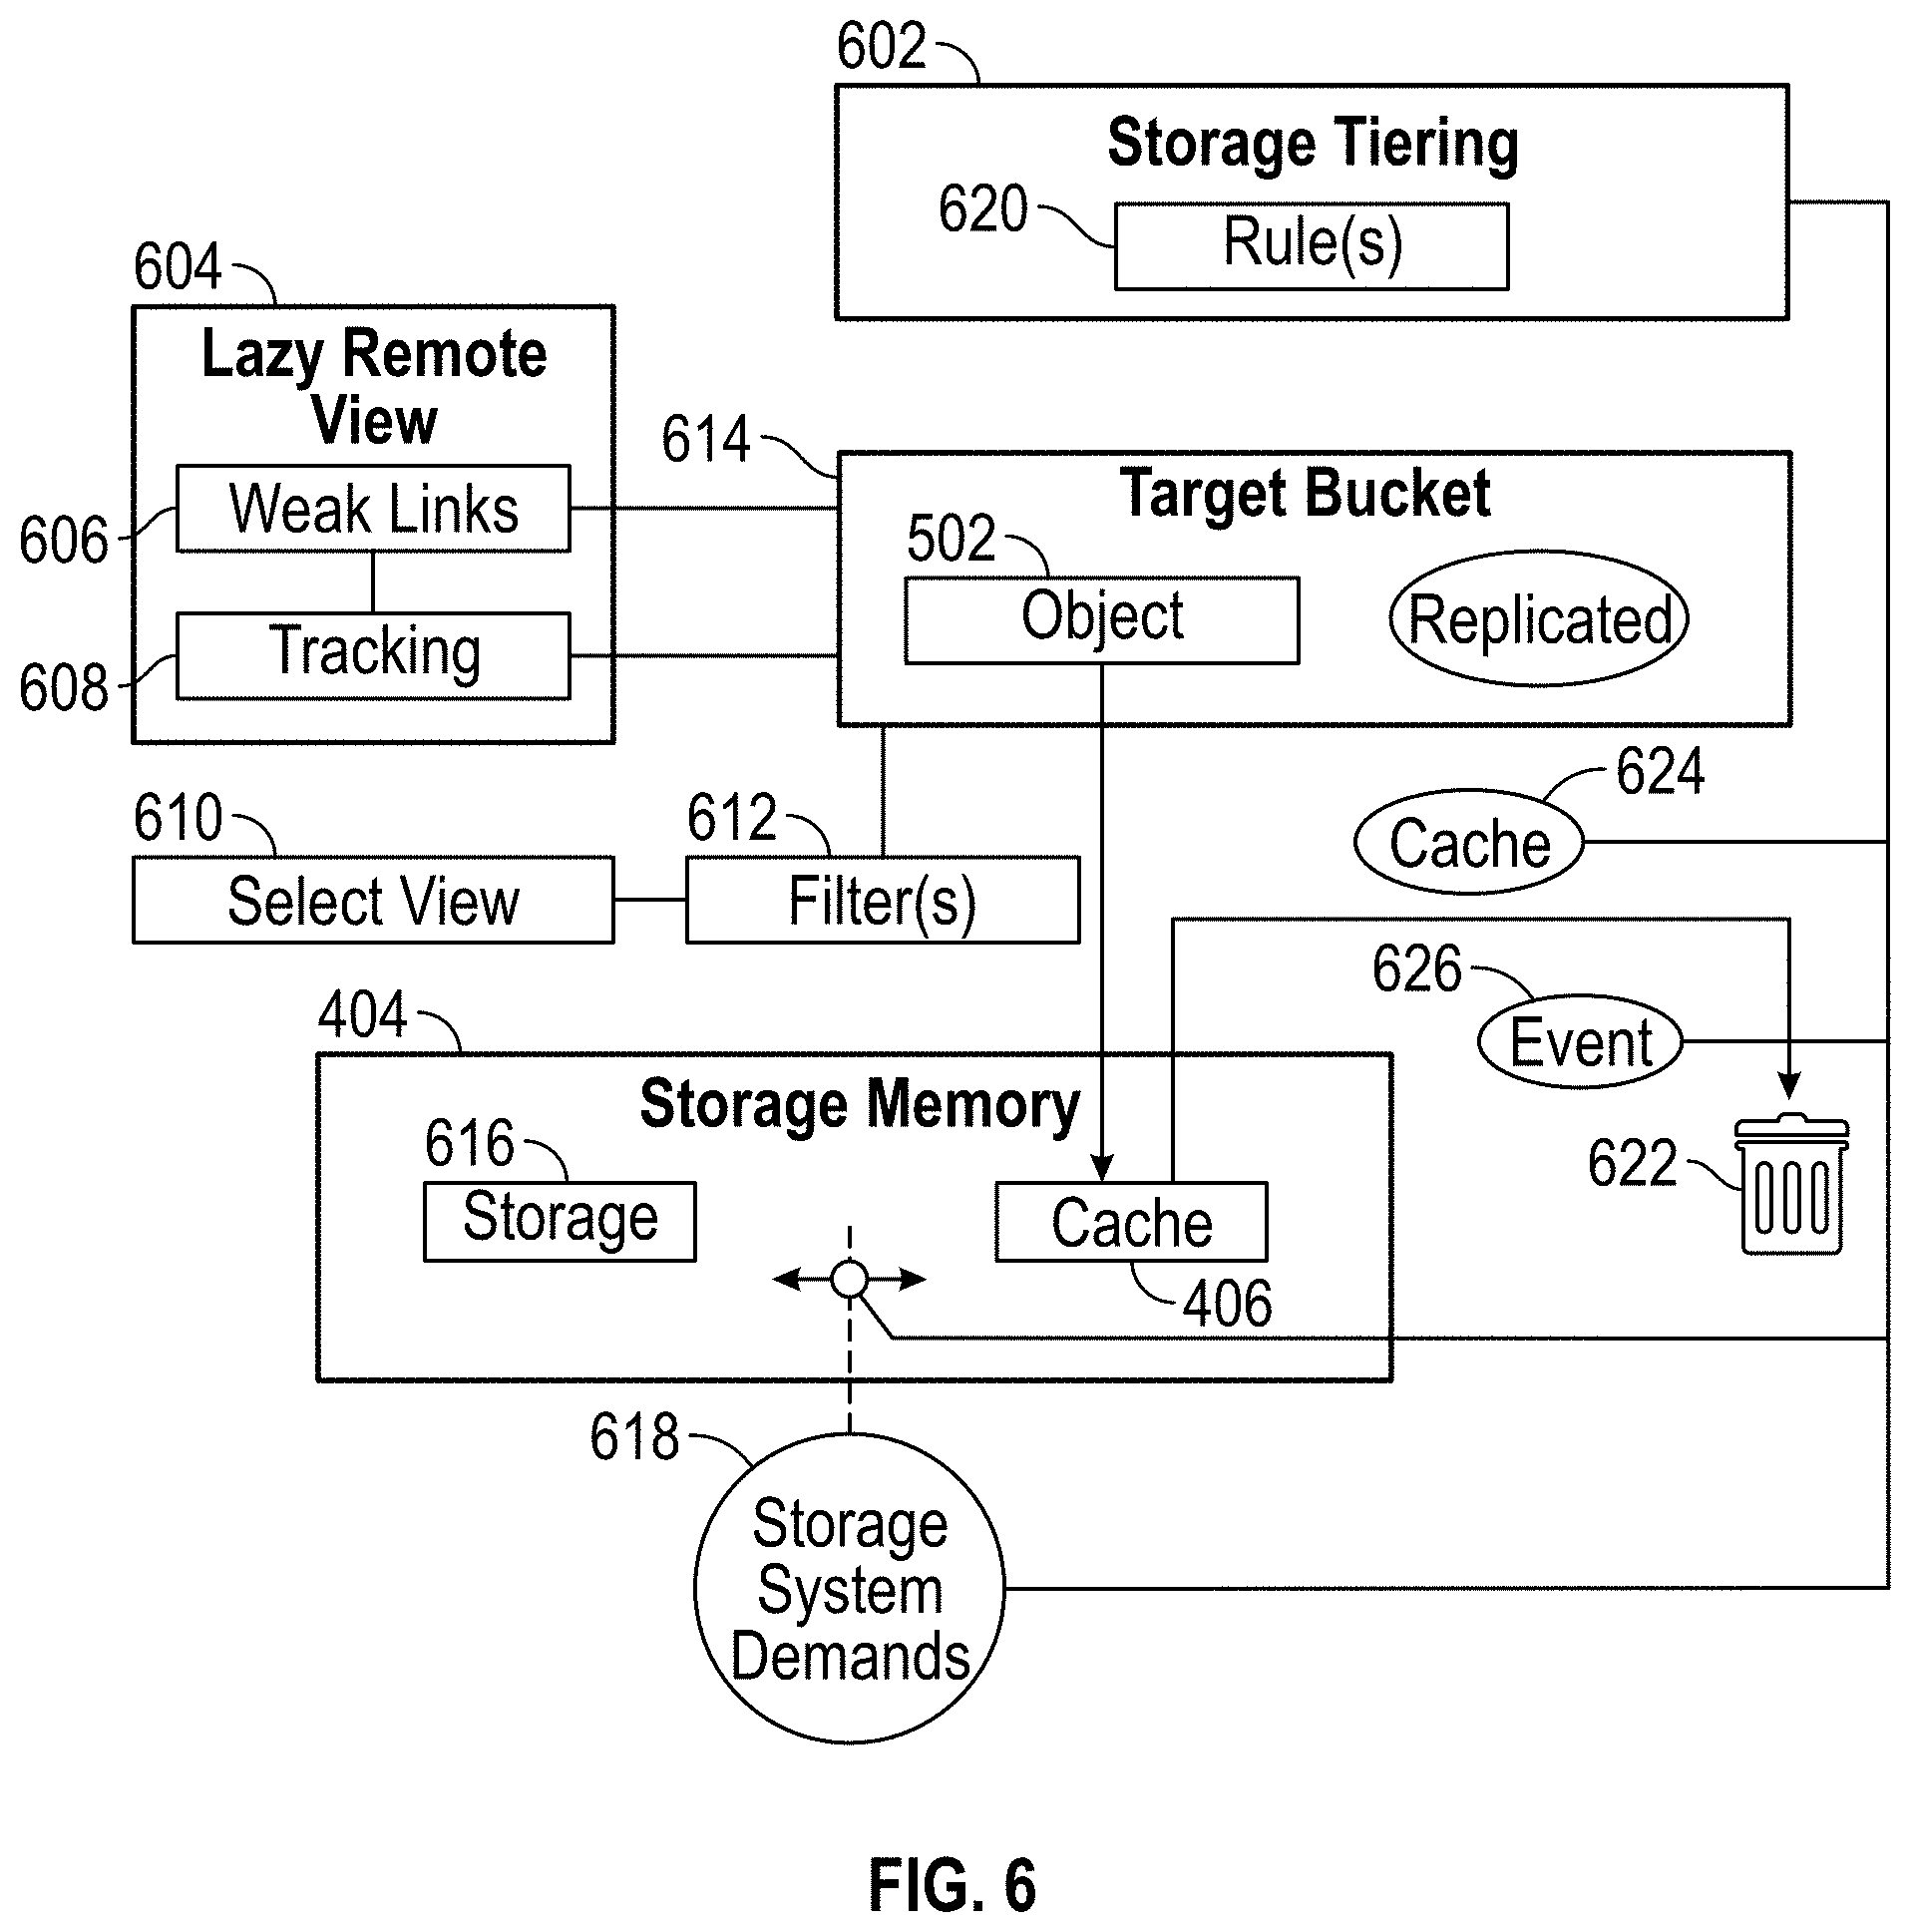 602
Storage Tiering
620
Rule(s)
604
Lazy Remote
View
614
Target Bucket
Weak Links
606
502
Object
Replicated
Tracking
608
624
Cache
610
612
Select View
Filter(s)
626
Event
404
Storage Memory
616
622
Storage
Cache
406
618
Storage
System
Demands
FIG. 6